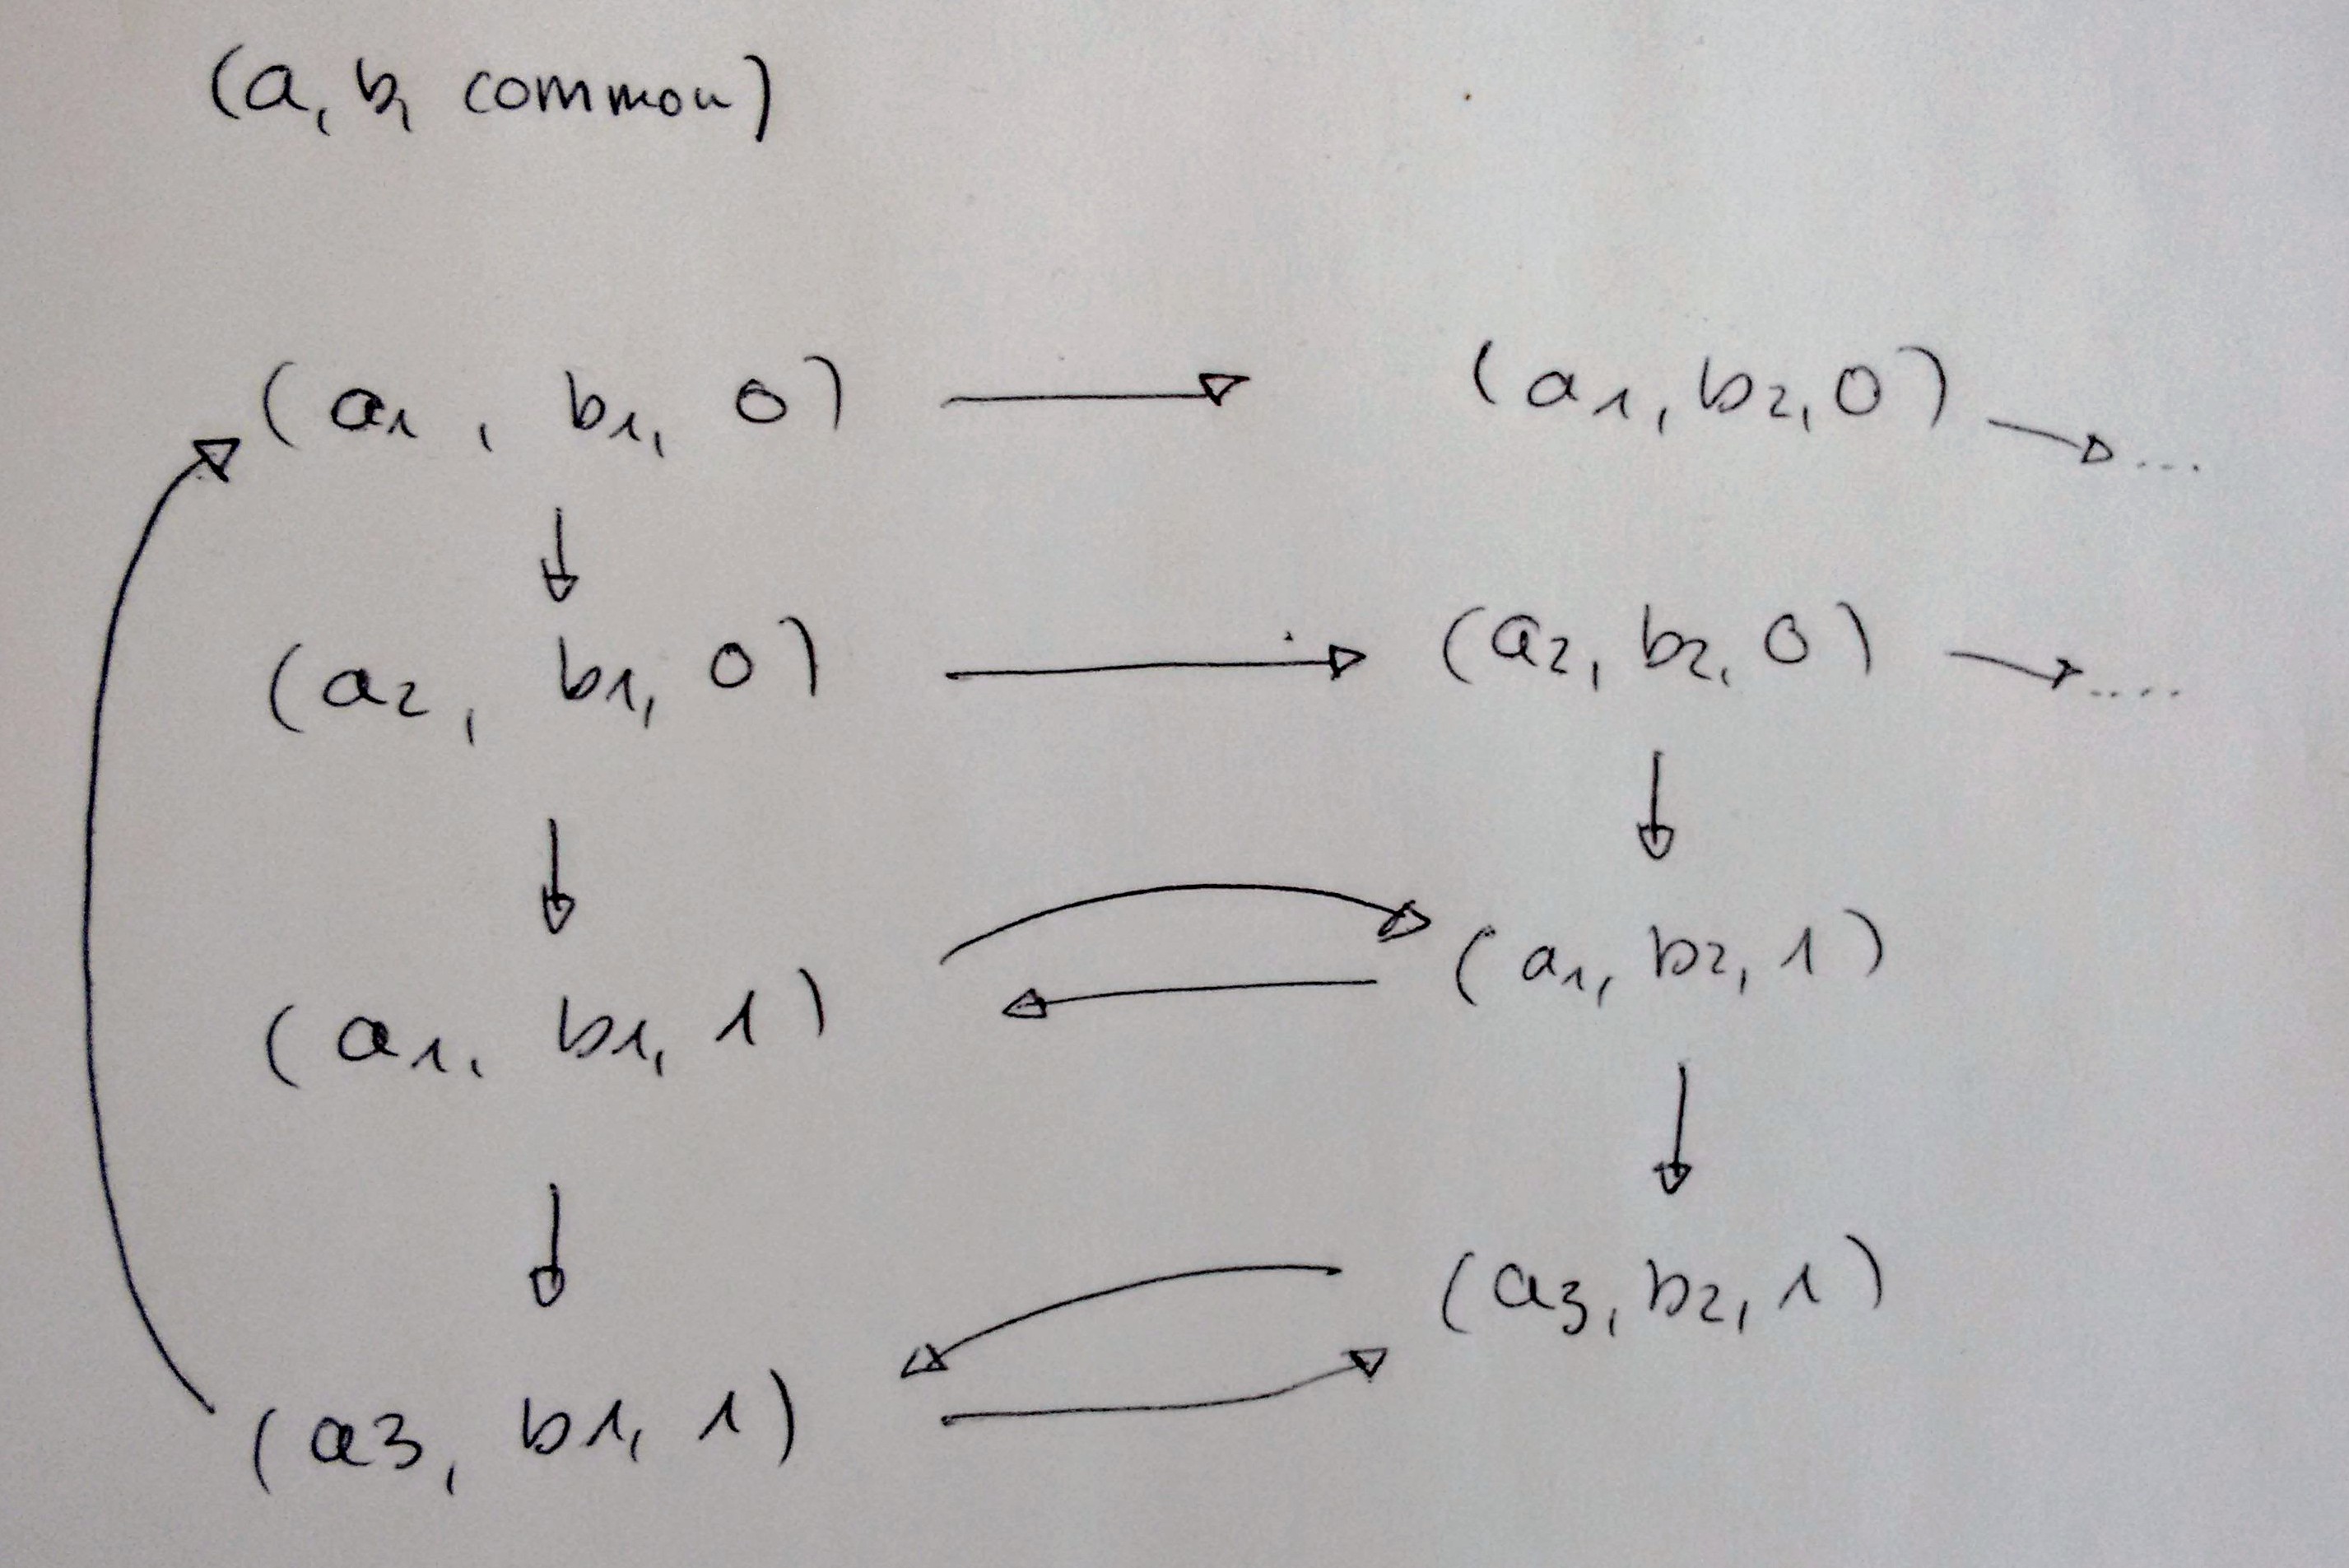 (a, b, common)
(a1, b1, 0) (a1, b2, 0) ...
(a2, b1, 0) (a2, b2, 0) ....
(a1, b1, 1) (a1, b2, 1)
(a3, b1, 1) (a3, b2, 1)